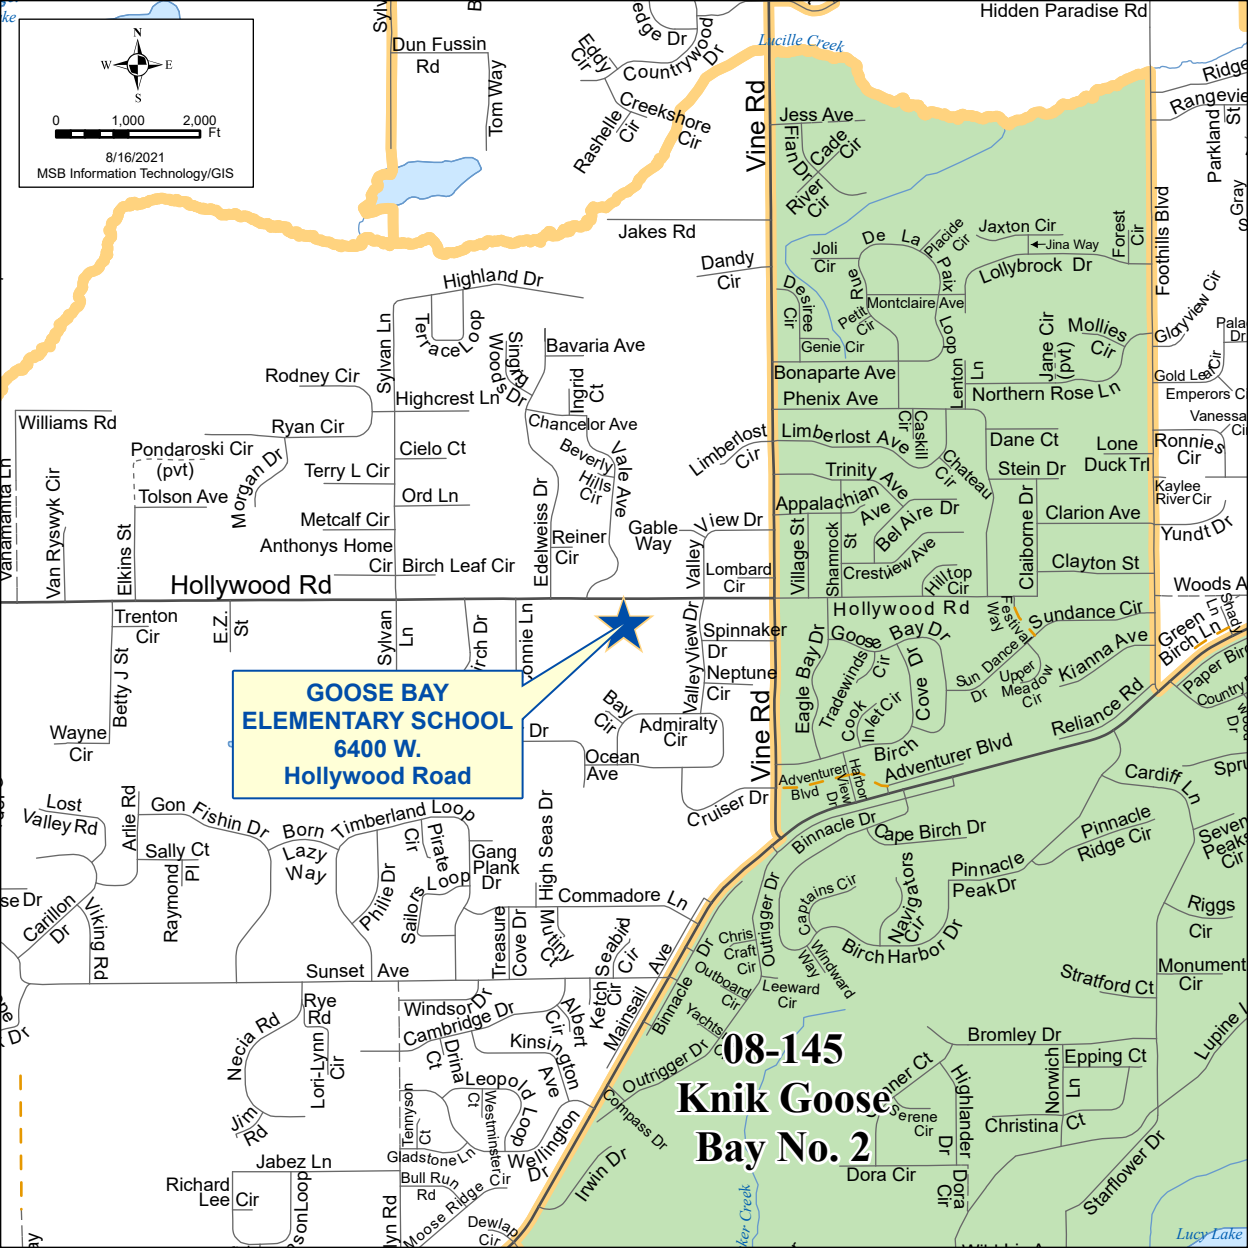 N
W
E
S
0
1,000
2,000
Ft
8/16/2021
MSB Information Technology/GIS
Dun Fussin
Rd
Tom Way
Eddy
Cir
Countrywood
Dr
Creekshore
Cir
Rashelle
Cir
Lucille Creek
Hidden Paradise Rd
Vine Rd
Jess Ave
Fian Dr
Cade
Cir
River
Cir
Rangevie
Parkland
St
Foothills Blvd
Jakes Rd
Dandy
Cir
Joli
Cir
De La
Paix
Loop
Rue
Placide
Cir
Jaxton Cir
Jina Way
Forest
Cir
Lollybrock Dr
Desiree
Cir
Petit
Cir
Montclaire Ave
Genie Cir
Highland Dr
Terrace Loop
Sylvan Ln
Singing
Woods Dr
Bavaria Ave
Ingrid
Ct
Jane Cir
(pvt)
Mollies
Cir
Gloryview Cir
Rodney Cir
Bonaparte Ave
Lenton
Ln
Northern Rose Ln
Highcrest Ln
Phenix Ave
Williams Rd
Ryan Cir
Chancellor Ave
Limberlost
Cir
Limberlost Ave
Caskill
Cir
Dane Ct
Lone
Duck Trl
Ronnies
Cir
Pondaroski Cir
(pvt)
Cielo Ct
Beverly
Hills
Cir
Vale Ave
Chateau
Cir
Stein Dr
Vanamanita Ln
Van Ryswyk Cir
Morgan Dr
Terry L Cir
Trinity Ave
Tolson Ave
Ord Ln
Appalachian
Ave
Bel Aire Dr
Kaylee
River Cir
Elkins St
Metcalf Cir
Edelweiss Dr
Gable
Way
Valley View Dr
Clarion Ave
Yundt Dr
Anthonys Home
Cir
Birch Leaf Cir
Reiner
Cir
Lombard
Cir
Village St
Shamrock
St
Crestview Ave
Hilltop
Cir
Claiborne Dr
Clayton St
Hollywood Rd
Hollywood Rd
Trenton
Cir
E.Z.
St
Sylvan
Ln
Spinnaker
Dr
Valley View Dr
Neptune
Cir
Goose Bay Dr
Eagle Bay Dr
Tradewinds
Cir
Cook
Inlet Cir
Cove Dr
Festival
Way
Sundance Cir
Sun Dance
Dr
Upper
Meadow
Cir
Kianna Ave
Green
Birch Ln
Shady
Ln
Betty J St
GOOSE BAY
ELEMENTARY SCHOOL
6400 W.
Hollywood Road
Bay
Cir
Admiralty
Cir
Vine Rd
Reliance Rd
Paper Bir
Country
Wayne
Cir
Dr
Ocean
Ave
Birch
Harbor
View
Dr
Adventurer
Blvd
Adventurer Blvd
Cruiser Dr
Cardiff Ln
Lost
Valley Rd
Arlie Rd
Gon Fishin Dr
Born
Lazy
Way
Timberland Loop
Pirate
Cir
High Seas Dr
Binnacle Dr
Cape Birch Dr
Pinnacle
Ridge Cir
Seven
Peaks
Cir
Sally Ct
Raymond
Pl
Philie Dr
Sailors Loop
Gang
Plank
Dr
Commadore Ln
Outrigger Dr
Captains Cir
Navigators
Cir
Pinnacle
Peak Dr
Riggs
Cir
Carillon
Dr
Viking Rd
Treasure
Cove Dr
Mutiny
Ct
Seabird
Cir
Ketch
Cir
Mainsail Ave
Chris
Craft
Cir
Windward
Way
Birch Harbor Dr
Sunset Ave
Outboard
Cir
Leeward
Cir
Stratford Ct
Monument
Cir
Rye
Rd
Windsor Dr
Cambridge Dr
Albert
Cir
Binnacle Dr
Necia Rd
Lori-Lynn
Cir
Drina
Ct
Kinsington
Ave
Outrigger Dr
08-145
Knik Goose
Bay No. 2
Bromley Dr
Epping Ct
Norwich
Ln
Lupine L
Jim
Rd
Tennyson
Ct
Leopold Loop
Westminster
Cir
Wellington
Dr
Compass Dr
Serene
Cir
Highlander
Dr
Christina Ct
Gladstone Ln
Jabez Ln
Bull Run
Rd
Irwin Dr
Dora Cir
Dora
Cir
Starflower Dr
Richard
Lee Cir
Moose Ridge
Dewlap
Cir
Lucy Lake